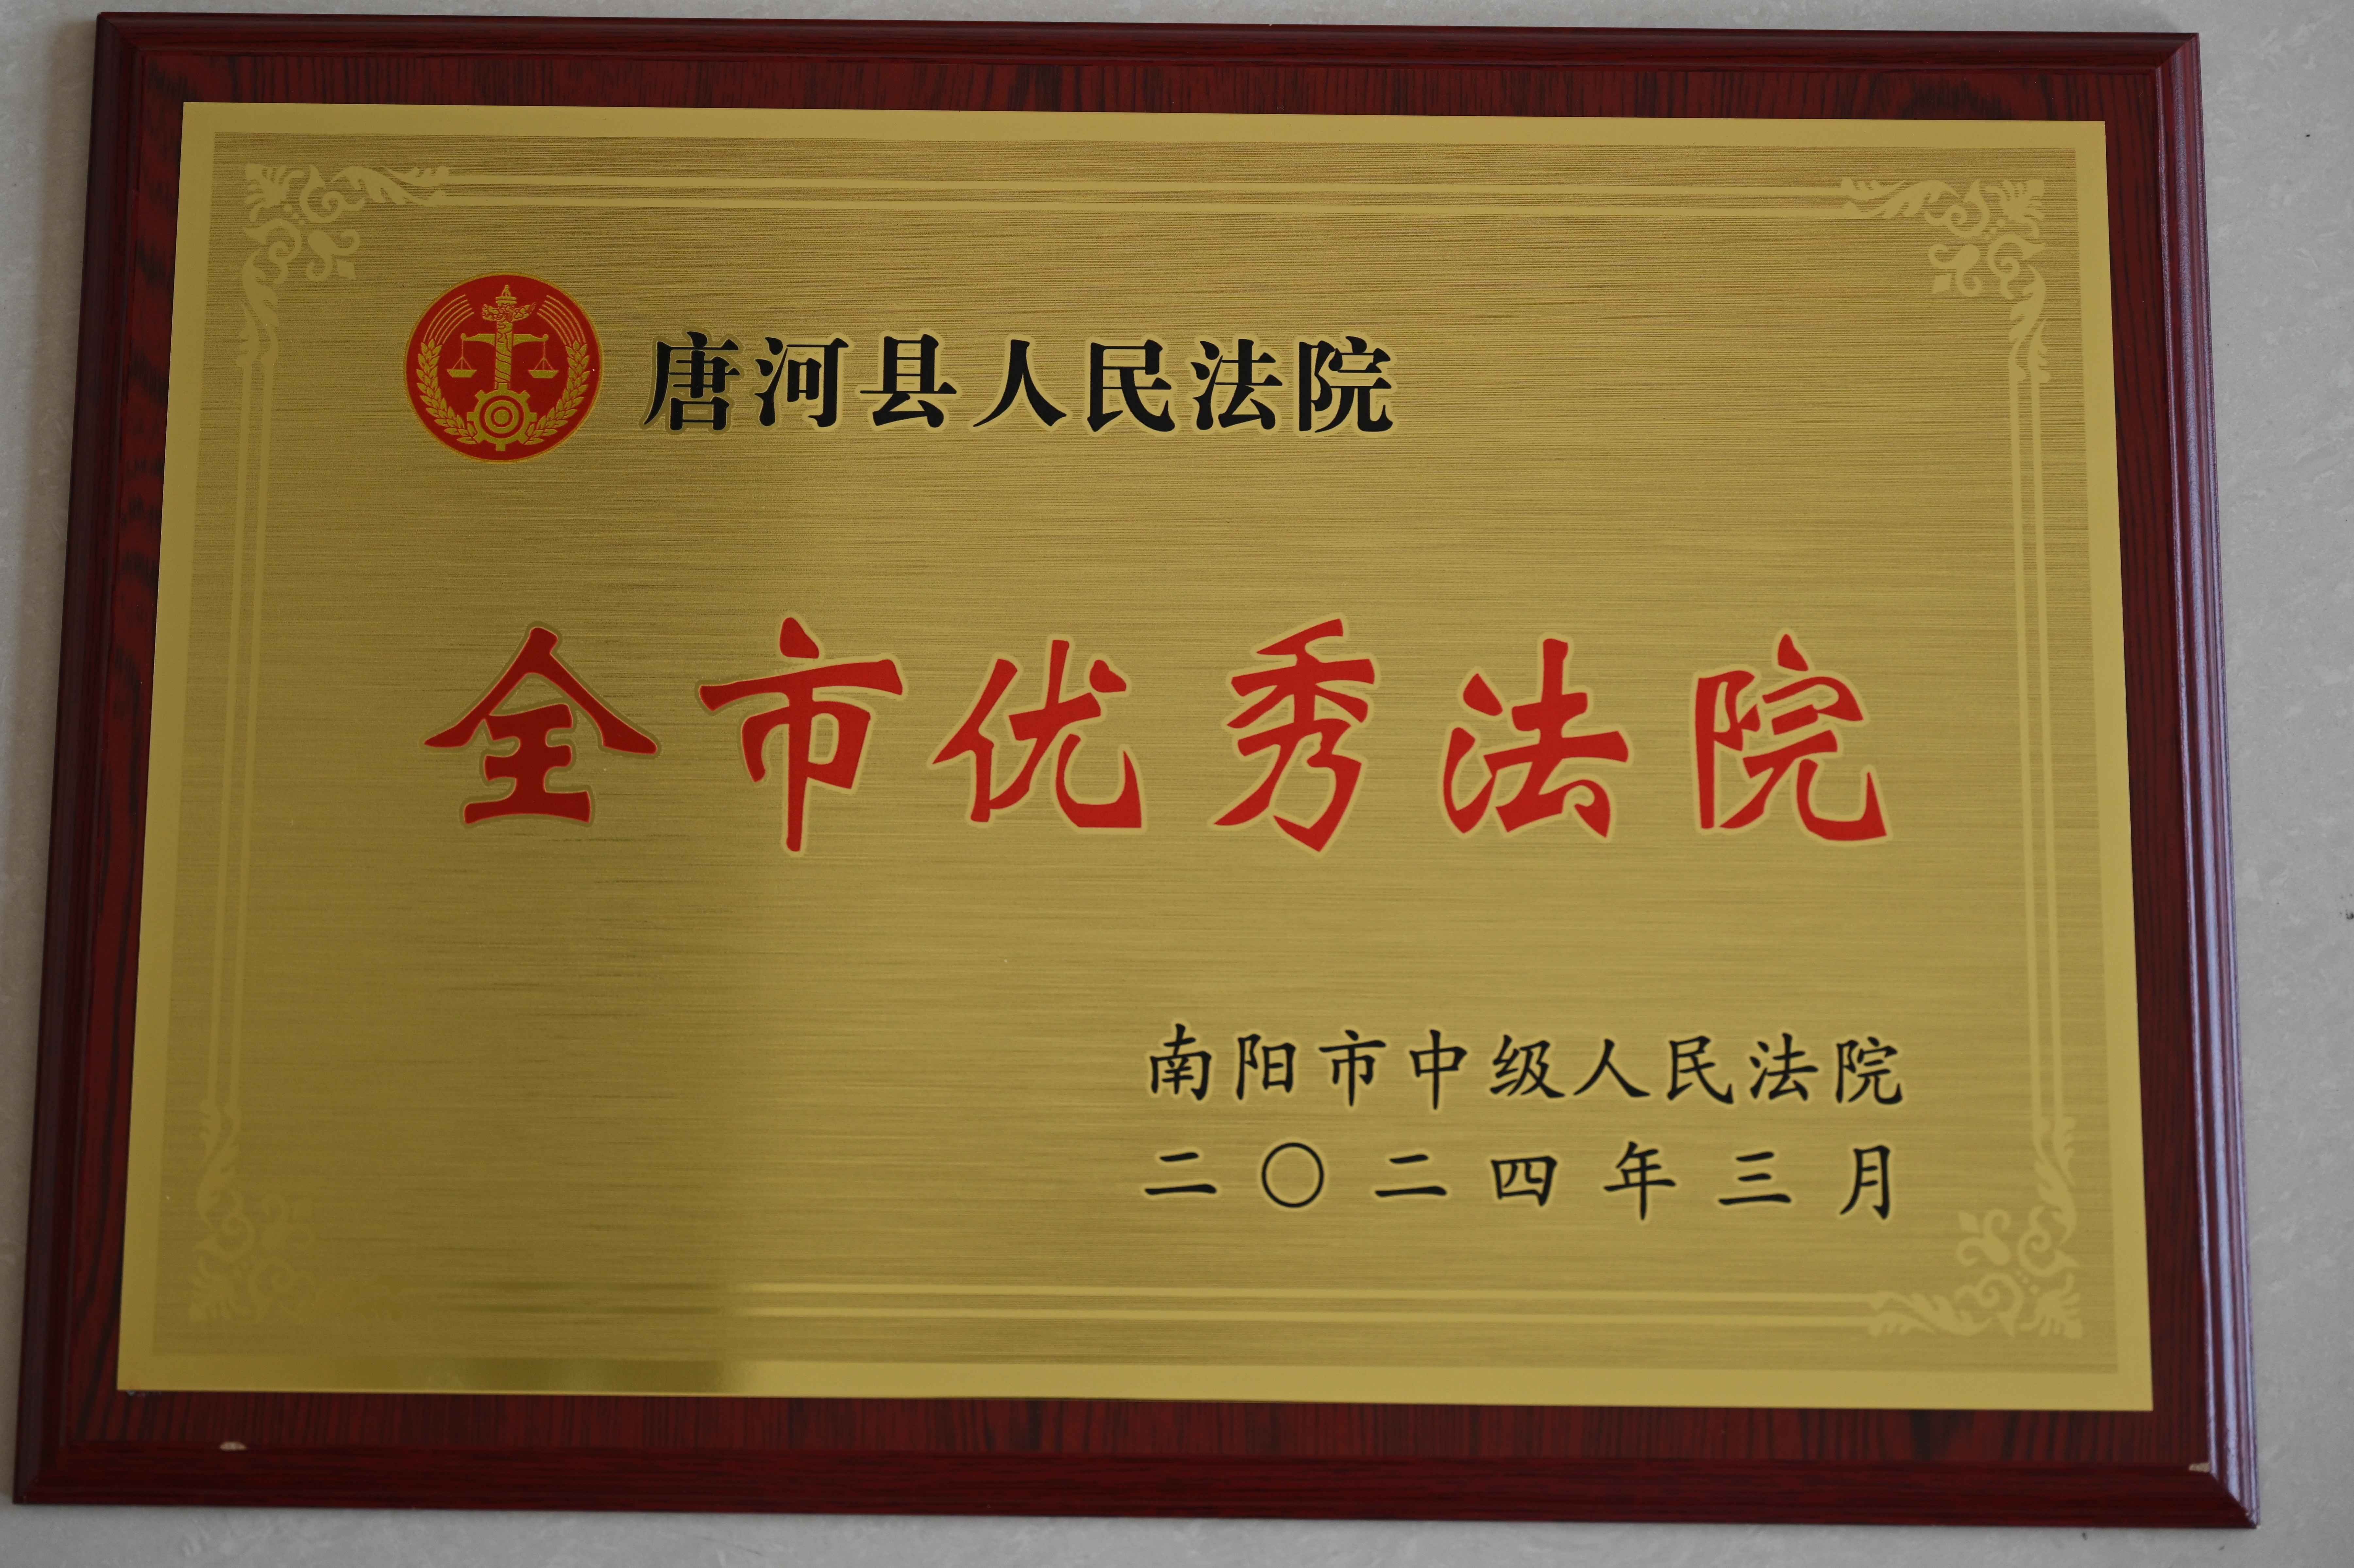 唐河县人民法院
全市优秀法院
南阳市中级人民法院
二〇二四年三月